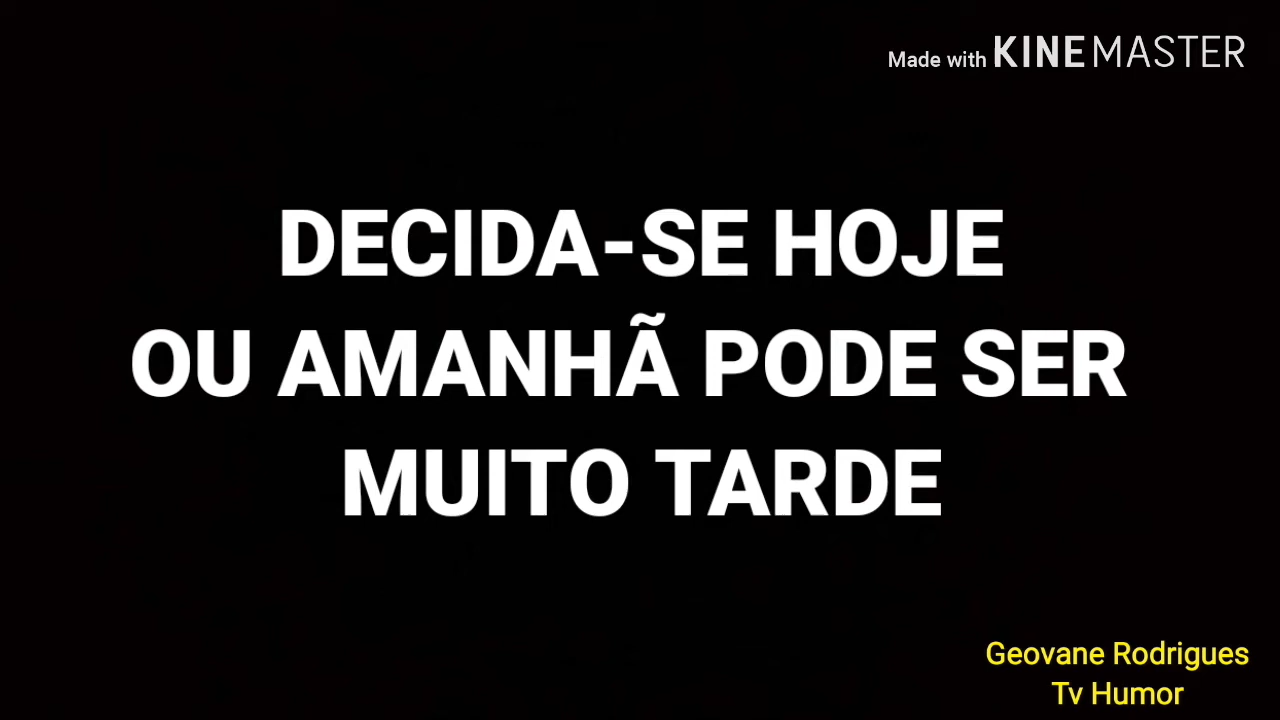 Made with KINEMASTER
DECIDA-SE HOJE
OU AMANHÃ PODE SER
MUITO TARDE
Geovane Rodrigues
Tv Humor